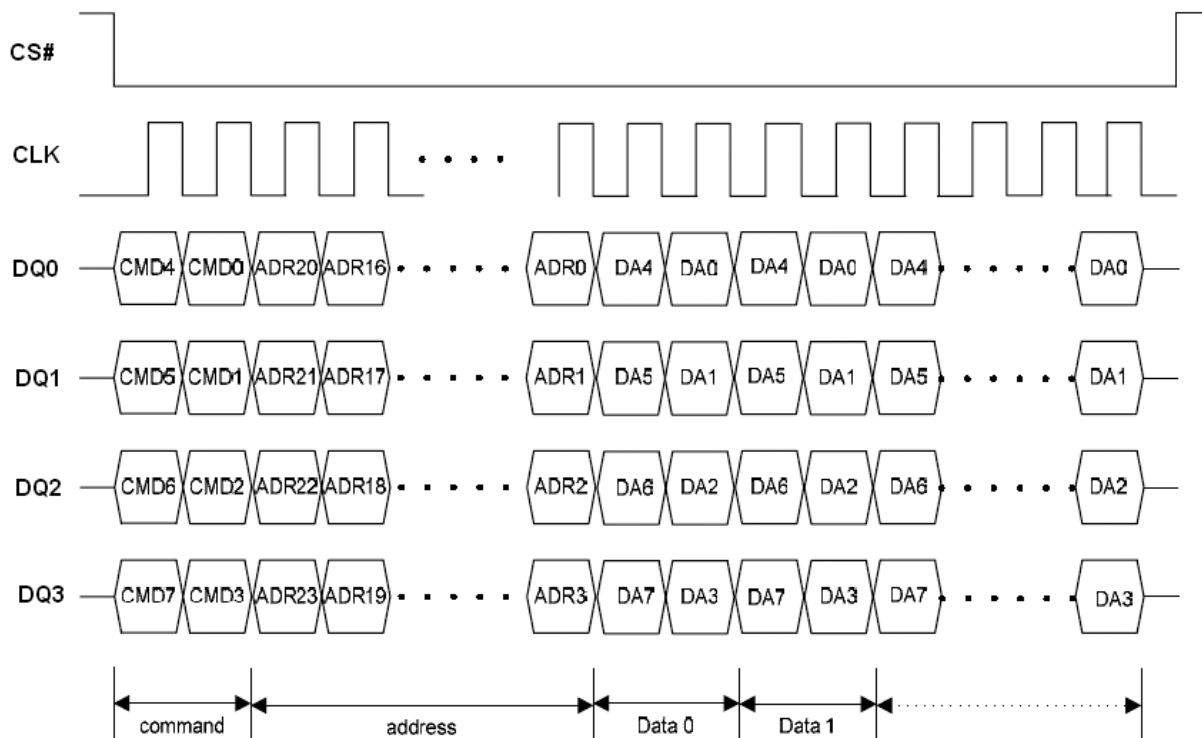 CS#
CLK
DQ0 CMD4 CMD0 ADR20 ADR16 ADR0 DA4 DA0 DA4 DA0 DA4 DA0
DQ1 CMD5 CMD1 ADR21 ADR17 ADR1 DA5 DA1 DA5 DA1 DA5 DA1
DQ2 CMD6 CMD2 ADR22 ADR18 ADR2 DA6 DA2 DA6 DA2 DA6 DA2
DQ3 CMD7 CMD3 ADR23 ADR19 ADR3 DA7 DA3 DA7 DA3 DA7 DA3
command address Data 0 Data 1